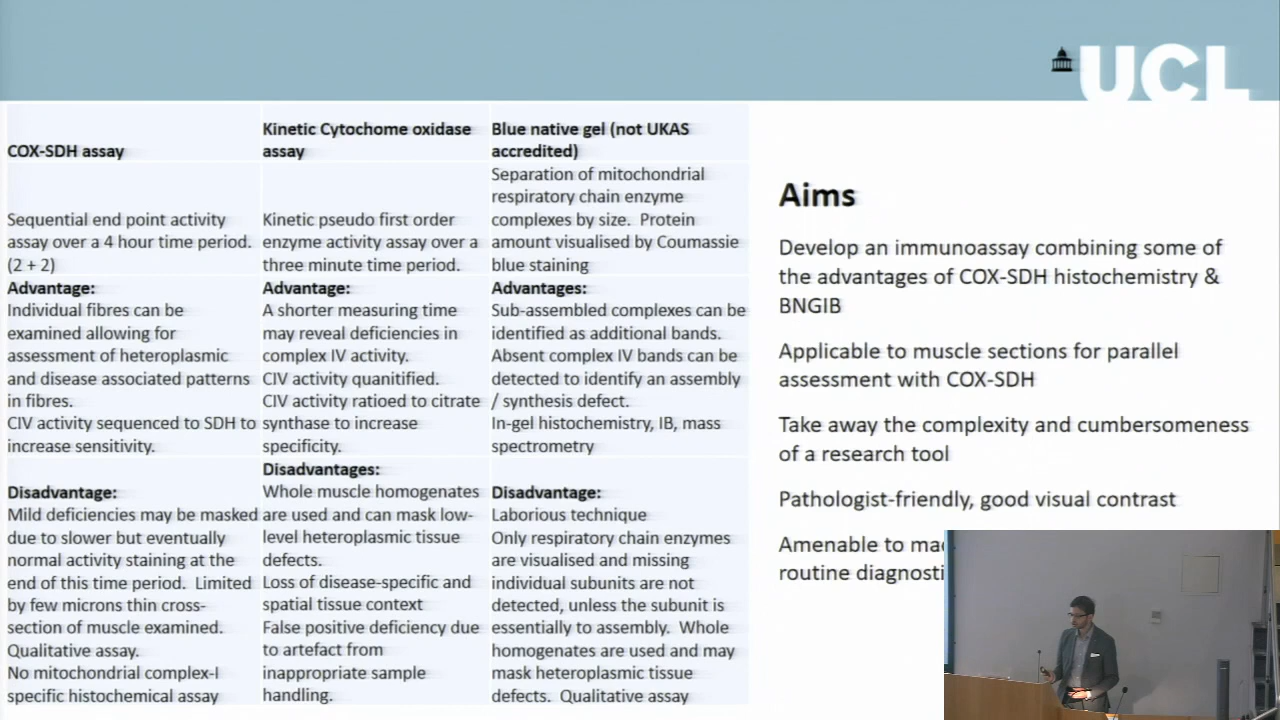 UCL
COX-SDH assay
Kinetic Cytochome oxidase
assay
Blue native gel (not UKAS
accredited)
Sequential end point activity
assay over a 4 hour time period.
(2 + 2)
Kinetic pseudo first order
enzyme activity assay over a
three minute time period.
Separation of mitochondrial
respiratory chain enzyme
complexes by size. Protein
amount visualised by Coumassie
blue staining
Advantage:
Individual fibres can be
examined allowing for
assessment of heteroplasmic
and disease associated patterns
in fibres.
CIV activity sequenced to SDH to
increase sensitivity.
Advantage:
A shorter measuring time
may reveal deficiencies in
complex IV activity.
CIV activity quanitified.
CIV activity ratioed to citrate
synthase to increase
specificity.
Advantages:
Sub-assembled complexes can be
identified as additional bands.
Absent complex IV bands can be
detected to identify an assembly
/ synthesis defect.
In-gel histochemistry, IB, mass
spectrometry
Disadvantage:
Mild deficiencies may be masked
due to slower but eventually
normal activity staining at the
end of this time period. Limited
by few microns thin cross-
section of muscle examined.
Qualitative assay.
No mitochondrial complex-I
specific histochemical assay
Disadvantages:
Whole muscle homogenates
are used and can mask low-
level heteroplasmic tissue
defects.
Loss of disease-specific and
spatial tissue context
False positive deficiency due
to artefact from
inappropriate sample
handling.
Disadvantage:
Laborious technique
Only respiratory chain enzymes
are visualised and missing
individual subunits are not
detected, unless the subunit is
essentially to assembly. Whole
homogenates are used and may
mask heteroplasmic tissue
defects. Qualitative assay
Aims
Develop an immunoassay combining some of
the advantages of COX-SDH histochemistry &
BNGIB
Applicable to muscle sections for parallel
assessment with COX-SDH
Take away the complexity and cumbersomeness
of a research tool
Pathologist-friendly, good visual contrast
Amenable to
routine